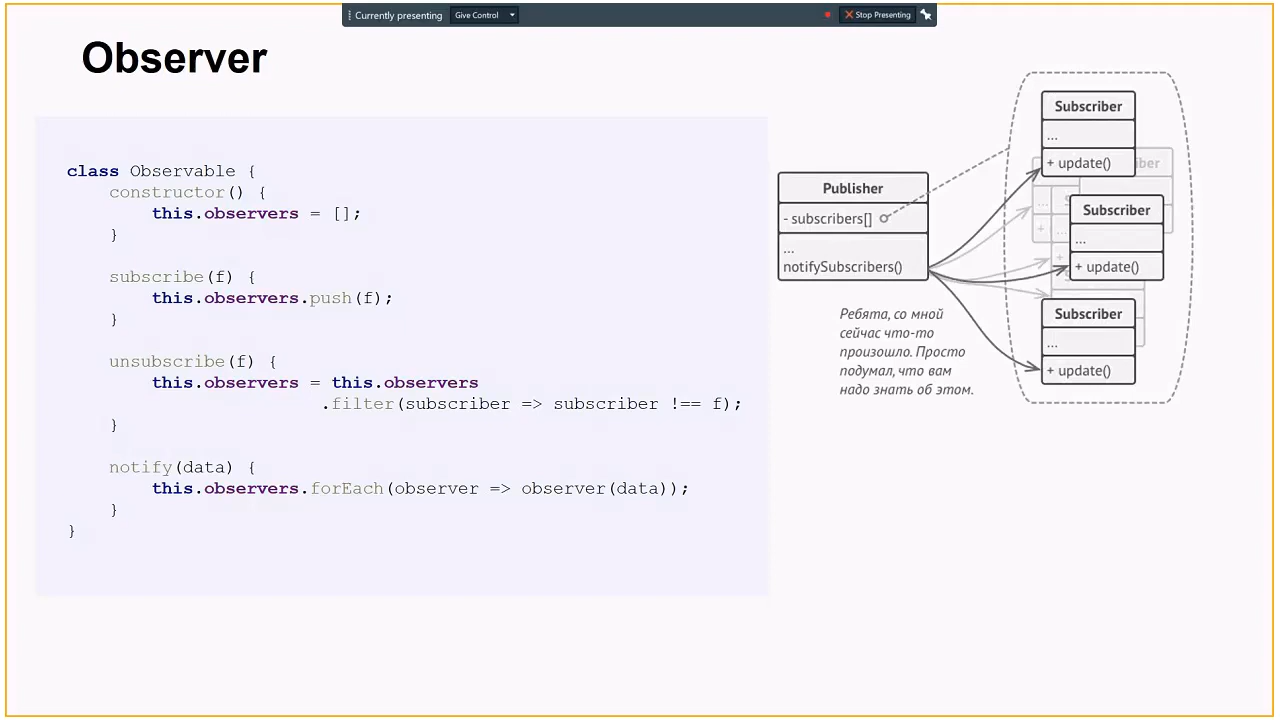 Currently presenting
Give Control
Stop Presenting
Observer
class Observable {
constructor() {
this.observers = [];
}
subscribe(f) {
this.observers.push(f);
}
unsubscribe(f) {
this.observers = this.observers
.filter(subscriber => subscriber !== f);
}
notify(data) {
this.observers.forEach(observer => observer(data));
}
}
Publisher
- subscribers[]
...
notifySubscribers()
Ребята, со мной
сейчас что-то
произошло. Просто
подумал, что вам
надо знать об этом.
Subscriber
...
+ update()
Subscriber
...
+ update()
Subscriber
...
+ update()